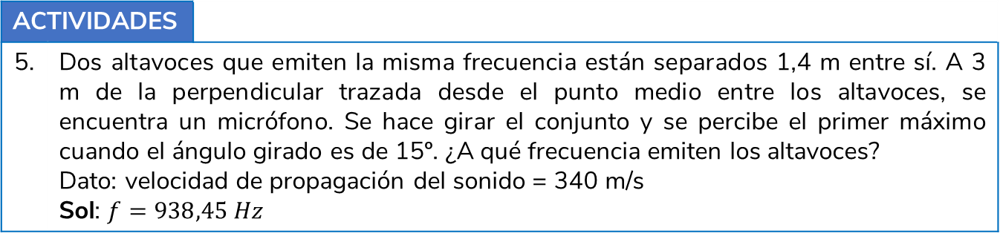 ACTIVIDADES
5. Dos altavoces que emiten la misma frecuencia están separados 1,4 m entre sí. A 3
m de la perpendicular trazada desde el punto medio entre los altavoces, se
encuentra un micrófono. Se hace girar el conjunto y se percibe el primer máximo
cuando el ángulo girado es de 15º. ¿A qué frecuencia emiten los altavoces?
Dato: velocidad de propagación del sonido = 340 m/s
Sol: f = 938,45 Hz